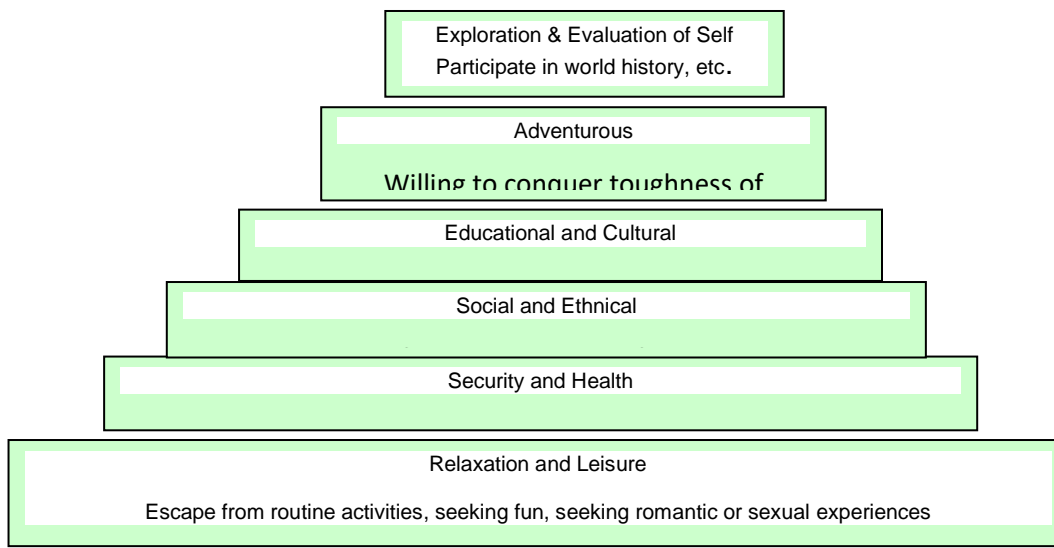 Exploration & Evaluation of Self
Participate in world history, etc.
Adventurous
Willing to conquer toughness of
Educational and Cultural
Social and Ethnical
Security and Health
Relaxation and Leisure
Escape from routine activities, seeking fun, seeking romantic or sexual experiences